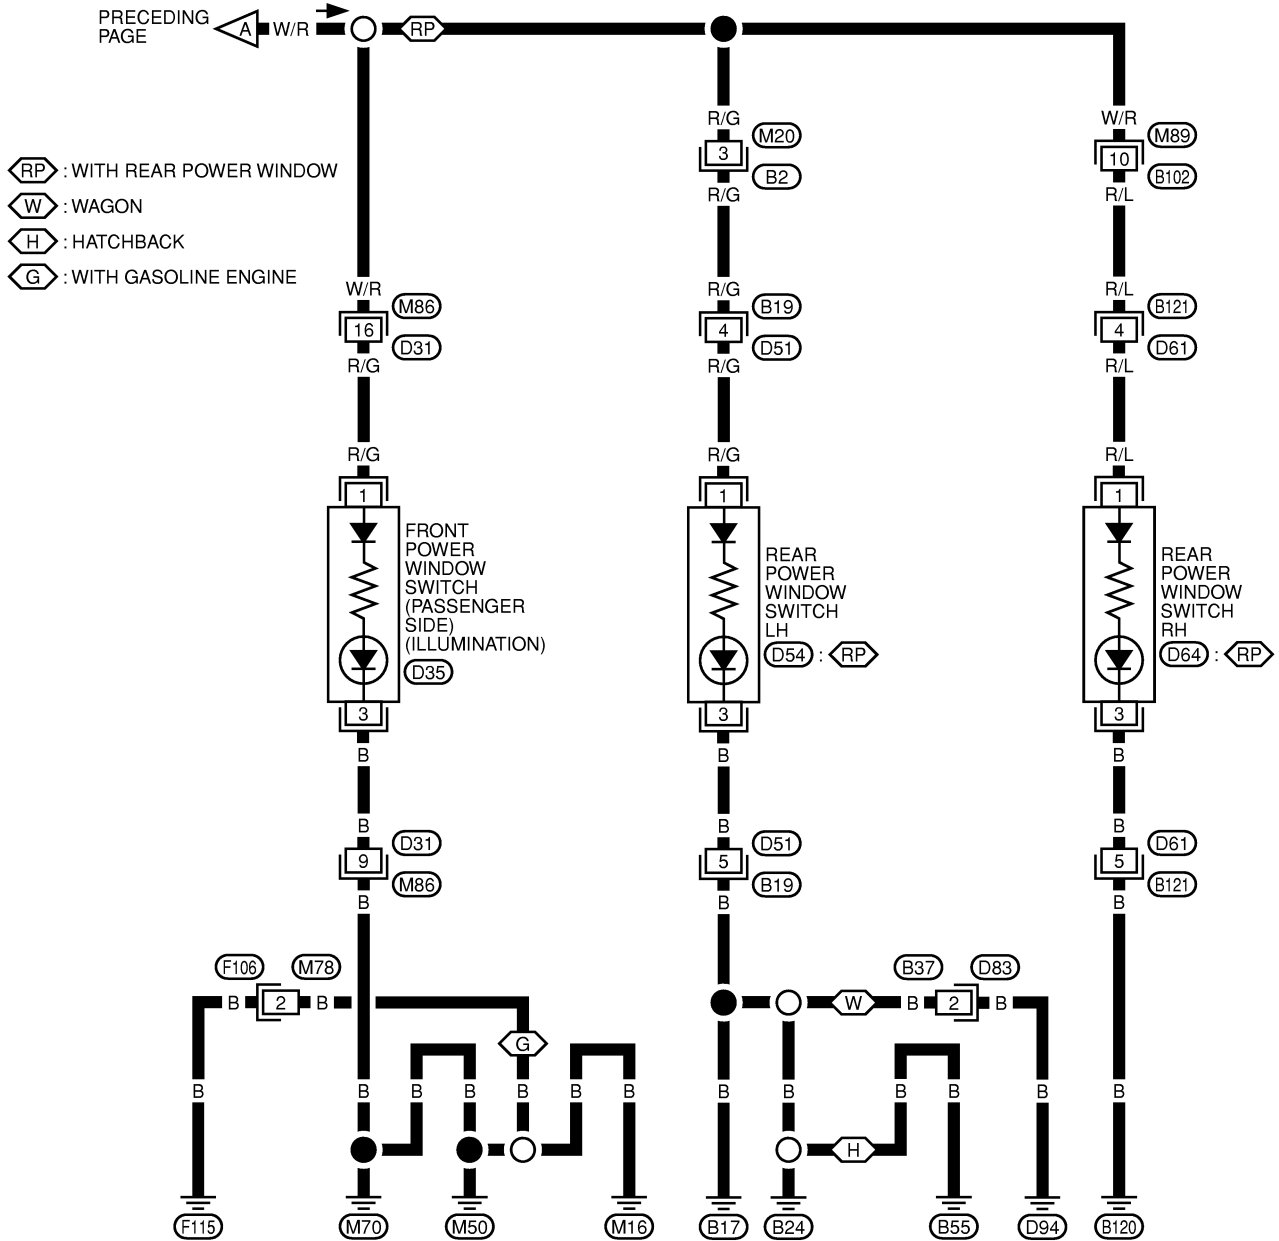 PRECEDING
PAGE
A
W/R
RP
RP : WITH REAR POWER WINDOW
W : WAGON
H : HATCHBACK
G : WITH GASOLINE ENGINE
R/G
M20
3
B2
R/G
W/R
M89
10
B102
R/L
W/R
M86
16
D31
R/G
R/G
B19
4
D51
R/G
R/L
B121
4
D61
R/L
R/G
1
FRONT
POWER
WINDOW
SWITCH
(PASSENGER
SIDE)
(ILLUMINATION)
D35
3
B
R/G
1
REAR
POWER
WINDOW
SWITCH
LH
D54 : RP
3
B
R/L
1
REAR
POWER
WINDOW
SWITCH
RH
D64 : RP
3
B
B
D31
9
M86
B
B
D51
5
B19
B
B
D61
5
B121
B
F106
M78
B
2
B
G
B37
D83
W
B
2
B
B
B
B
B
B
B
B
B
B
B
B
B
B
H
F115
M70
M50
M16
B17
B24
B55
D94
B120